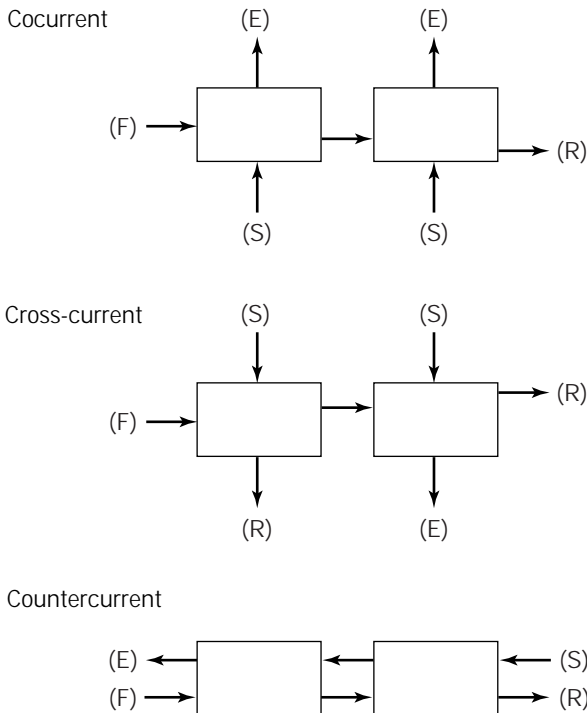 Cocurrent (E) (E)
(F) (R)
(S) (S)
Cross-current (S) (S)
(R)
(F)
(R) (E)
Countercurrent
(E) (S)
(F) (R)